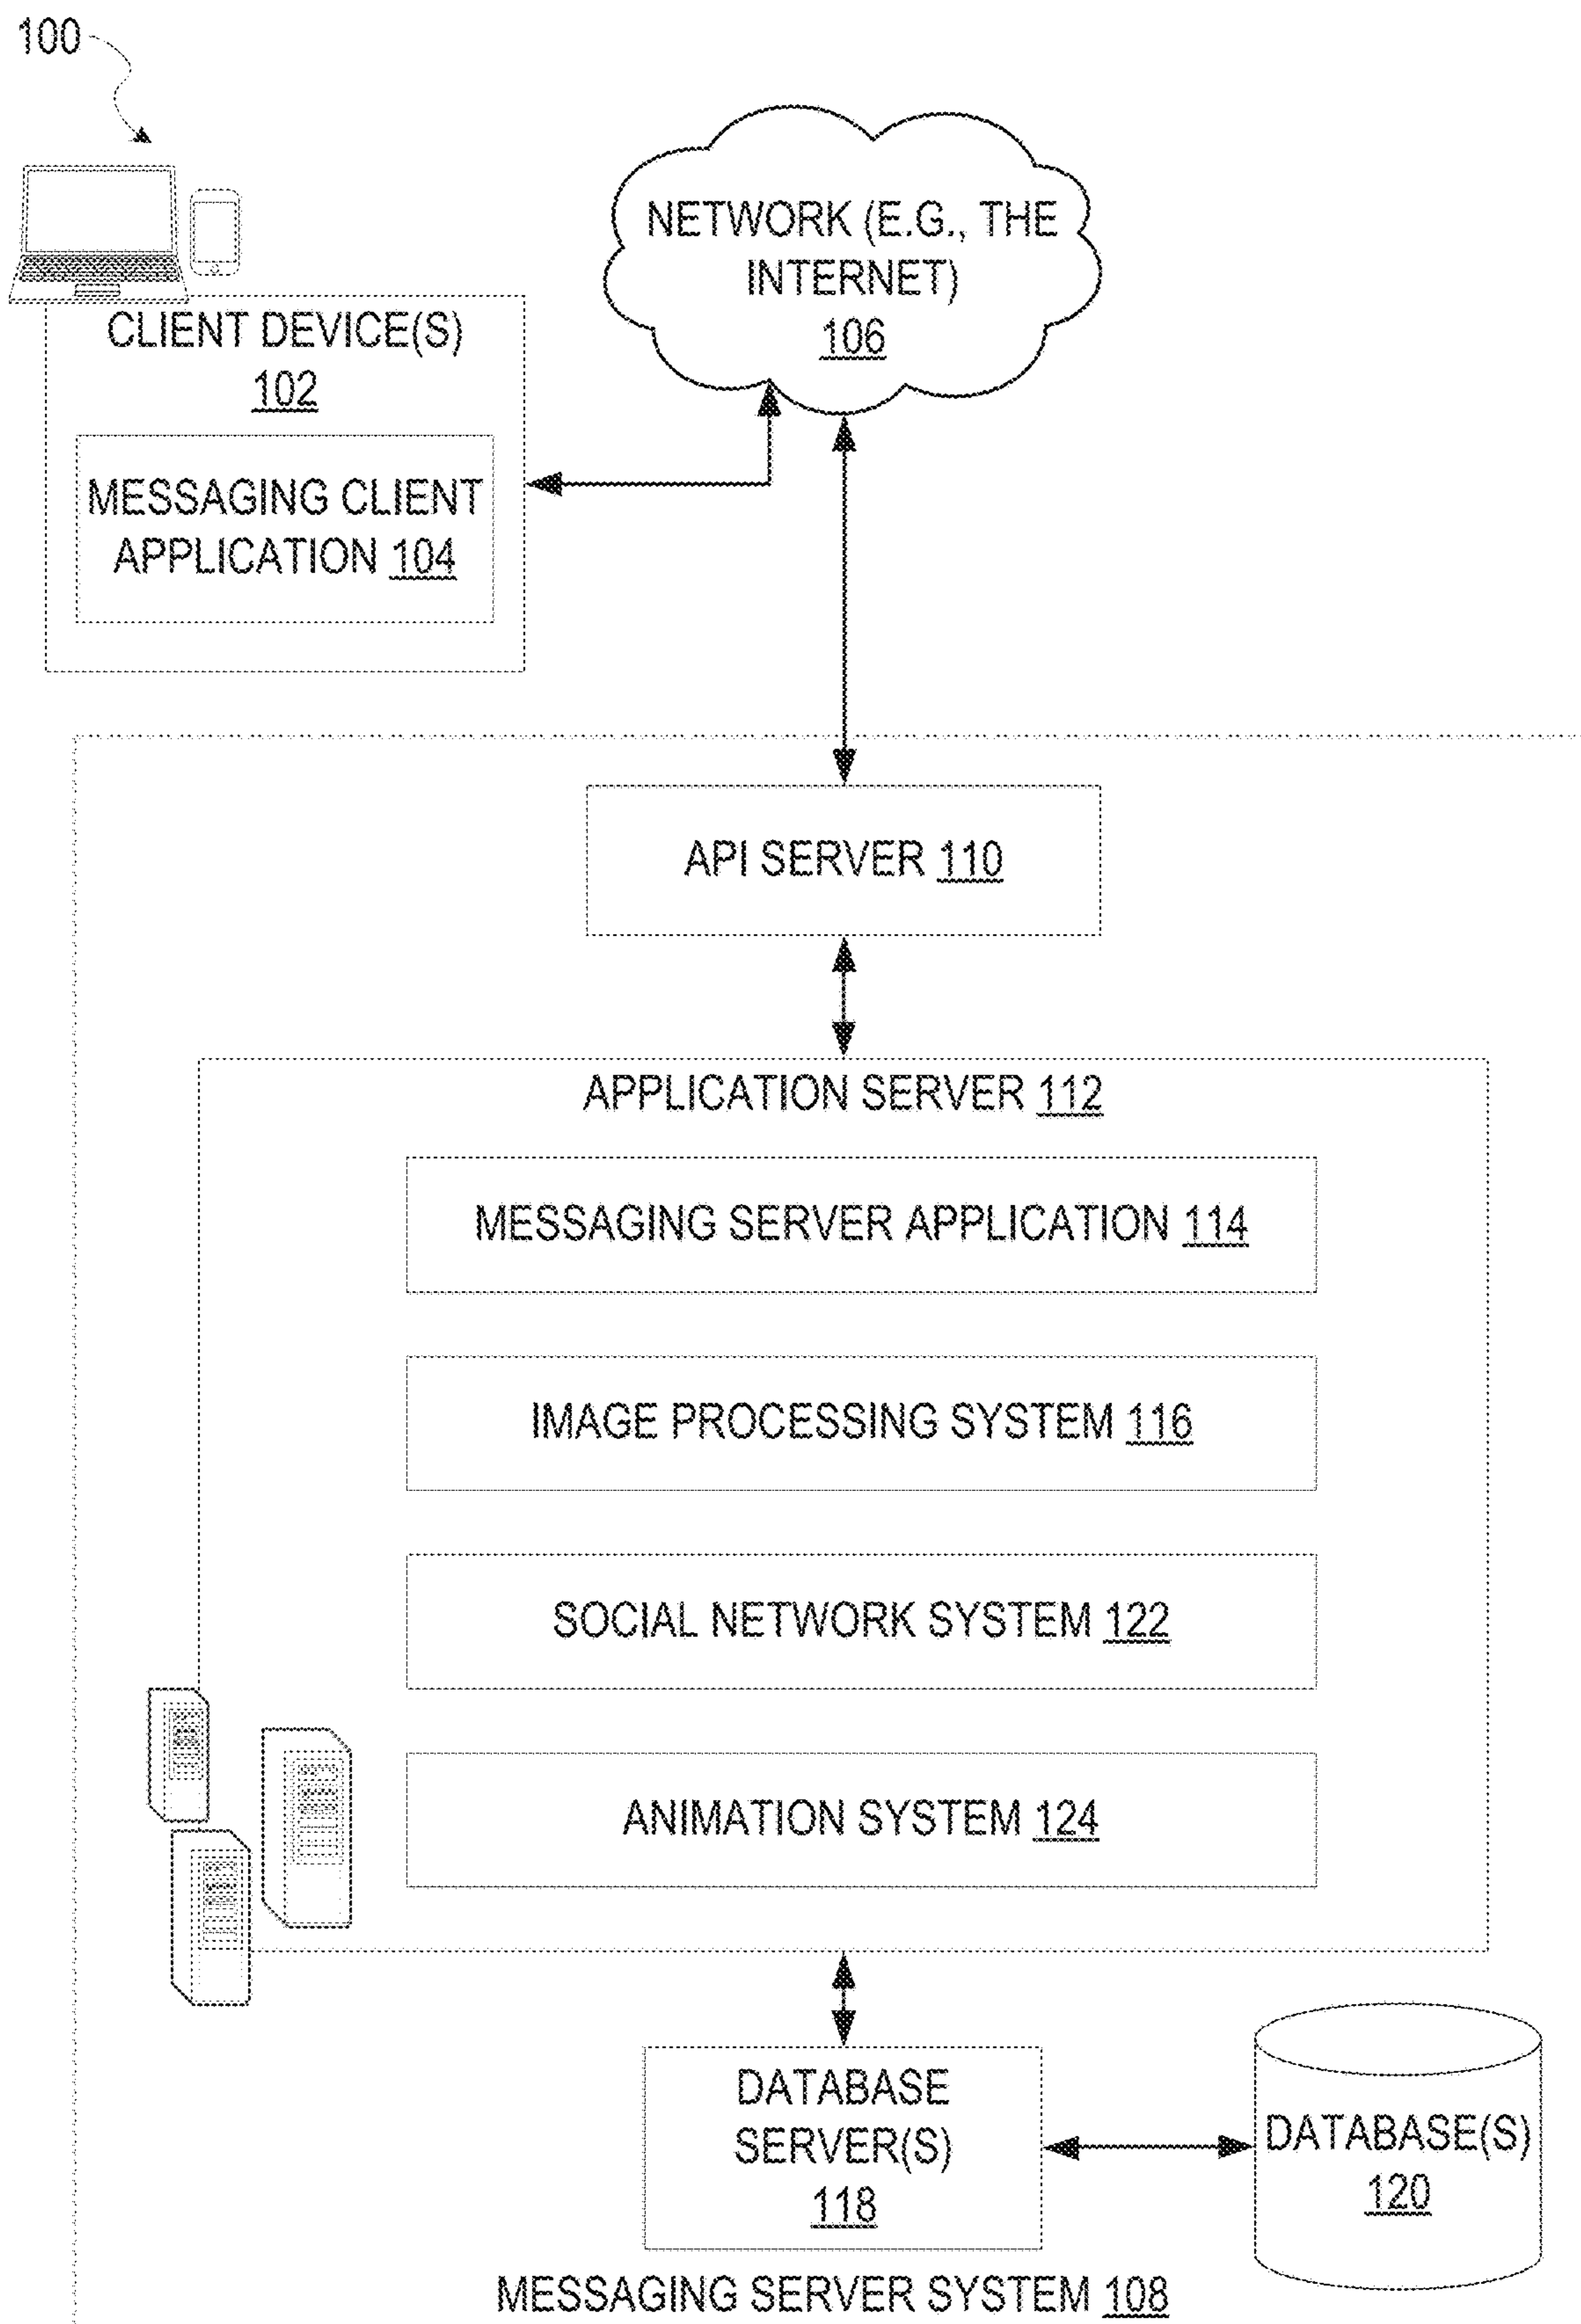 100
NETWORK (E.G., THE
INTERNET)
106
CLIENT DEVICE(S)
102
MESSAGING CLIENT
APPLICATION 104
API SERVER 110
APPLICATION SERVER 112
MESSAGING SERVER APPLICATION 114
IMAGE PROCESSING SYSTEM 116
SOCIAL NETWORK SYSTEM 122
ANIMATION SYSTEM 124
DATABASE
SERVER(S)
118
DATABASE(S)
120
MESSAGING SERVER SYSTEM 108